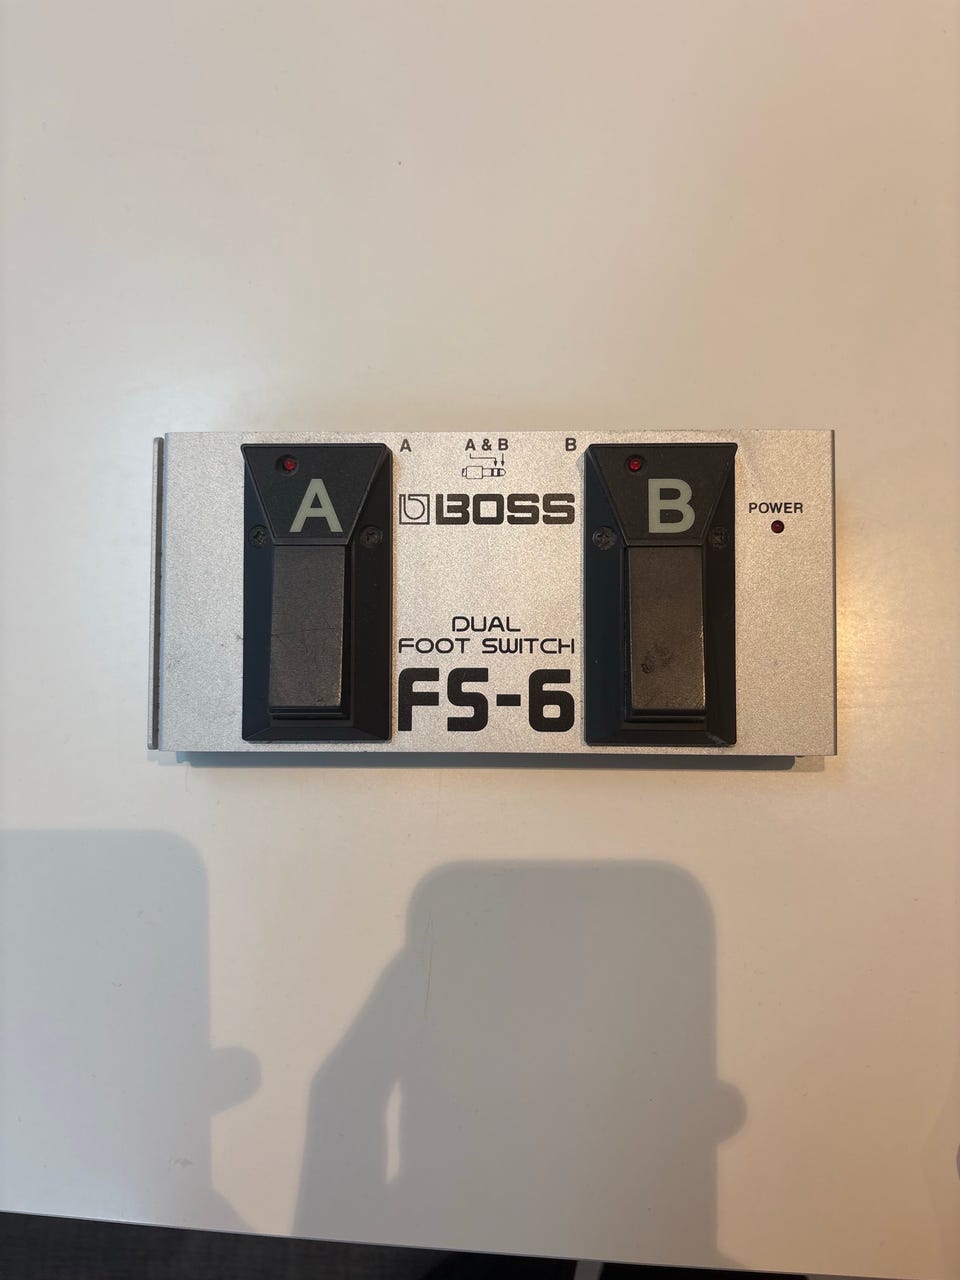 A A & B B
A
BOSS
B
POWER
DUAL
FOOT SWITCH
FS-6